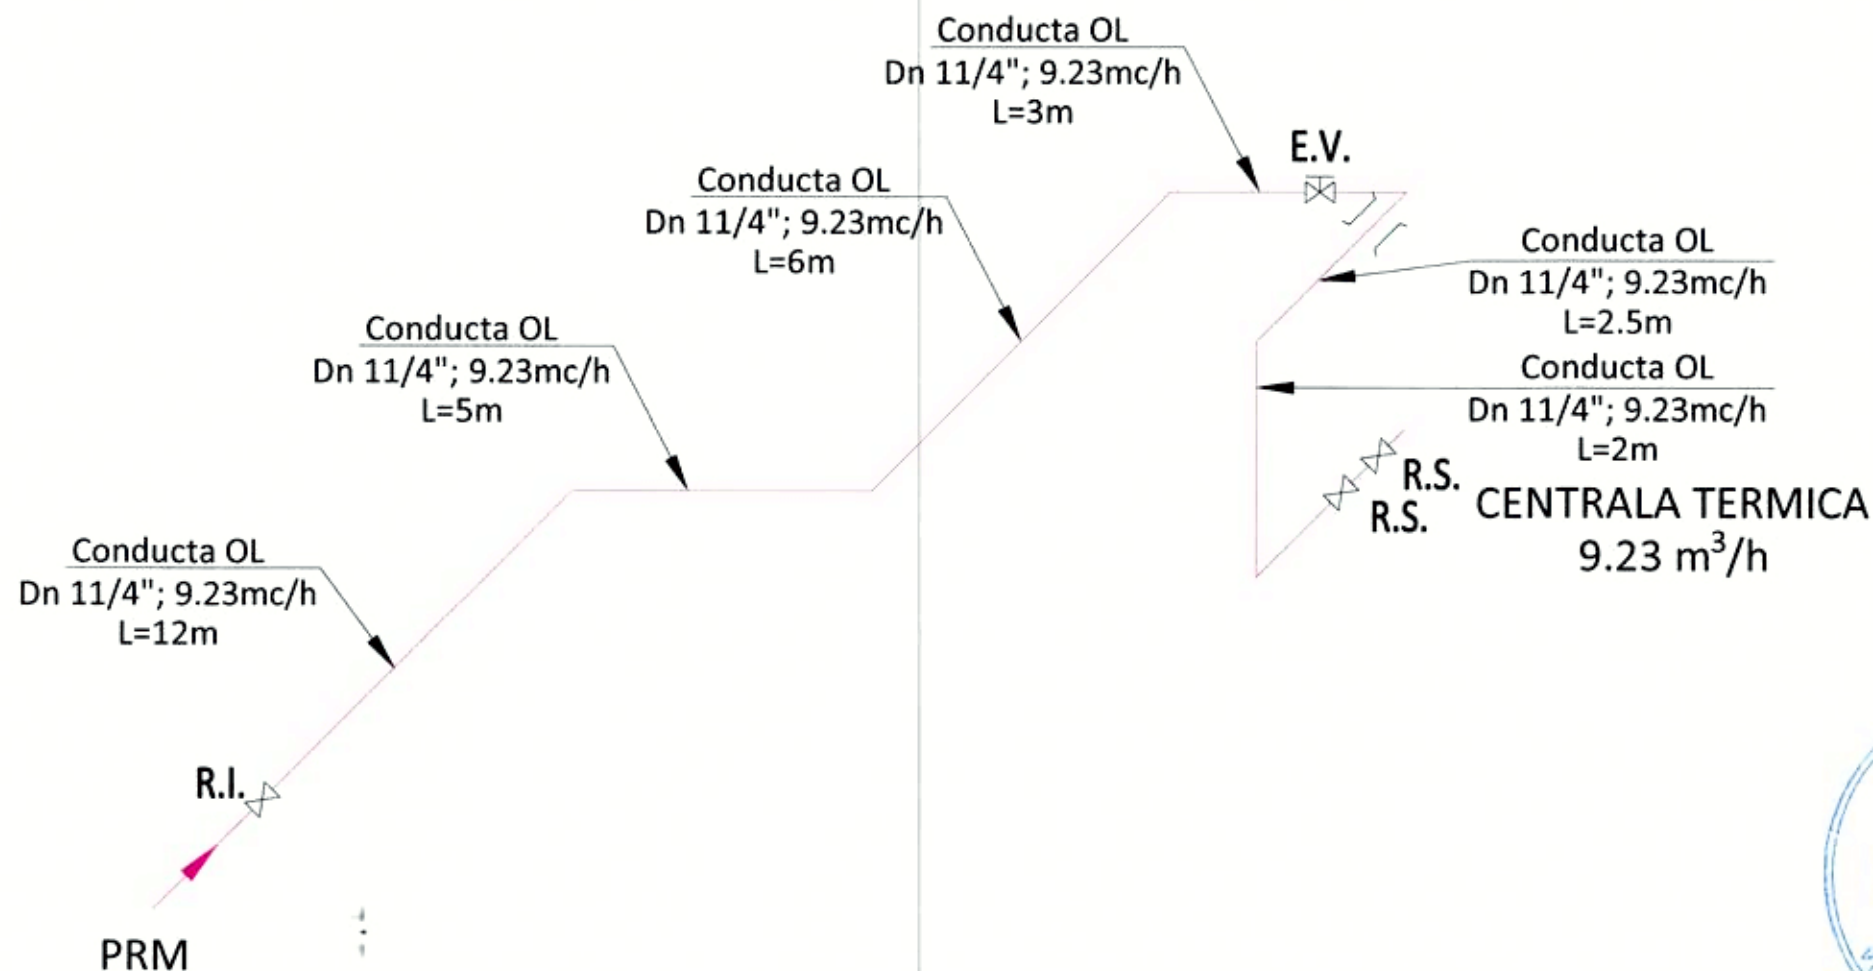 Conducta OL
Dn 11/4"; 9.23mc/h
L=3m
E.V.
Conducta OL
Dn 11/4"; 9.23mc/h
L=6m
Conducta OL
Dn 11/4"; 9.23mc/h
L=2.5m
Conducta OL
Dn 11/4"; 9.23mc/h
L=5m
Conducta OL
Dn 11/4"; 9.23mc/h
L=2m
R.S.
R.S.
CENTRALA TERMICA
9.23 m³/h
Conducta OL
Dn 11/4"; 9.23mc/h
L=12m
R.I.
PRM